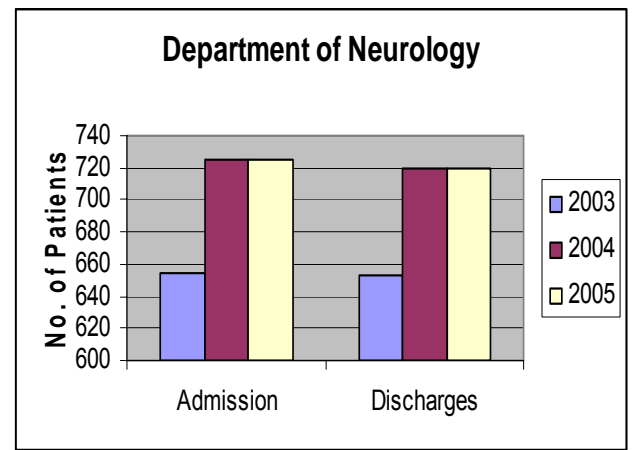 Department of Neurology
No. of Patients
740
720
700
680
660
640
620
600
Admission
Discharges
2003
2004
2005